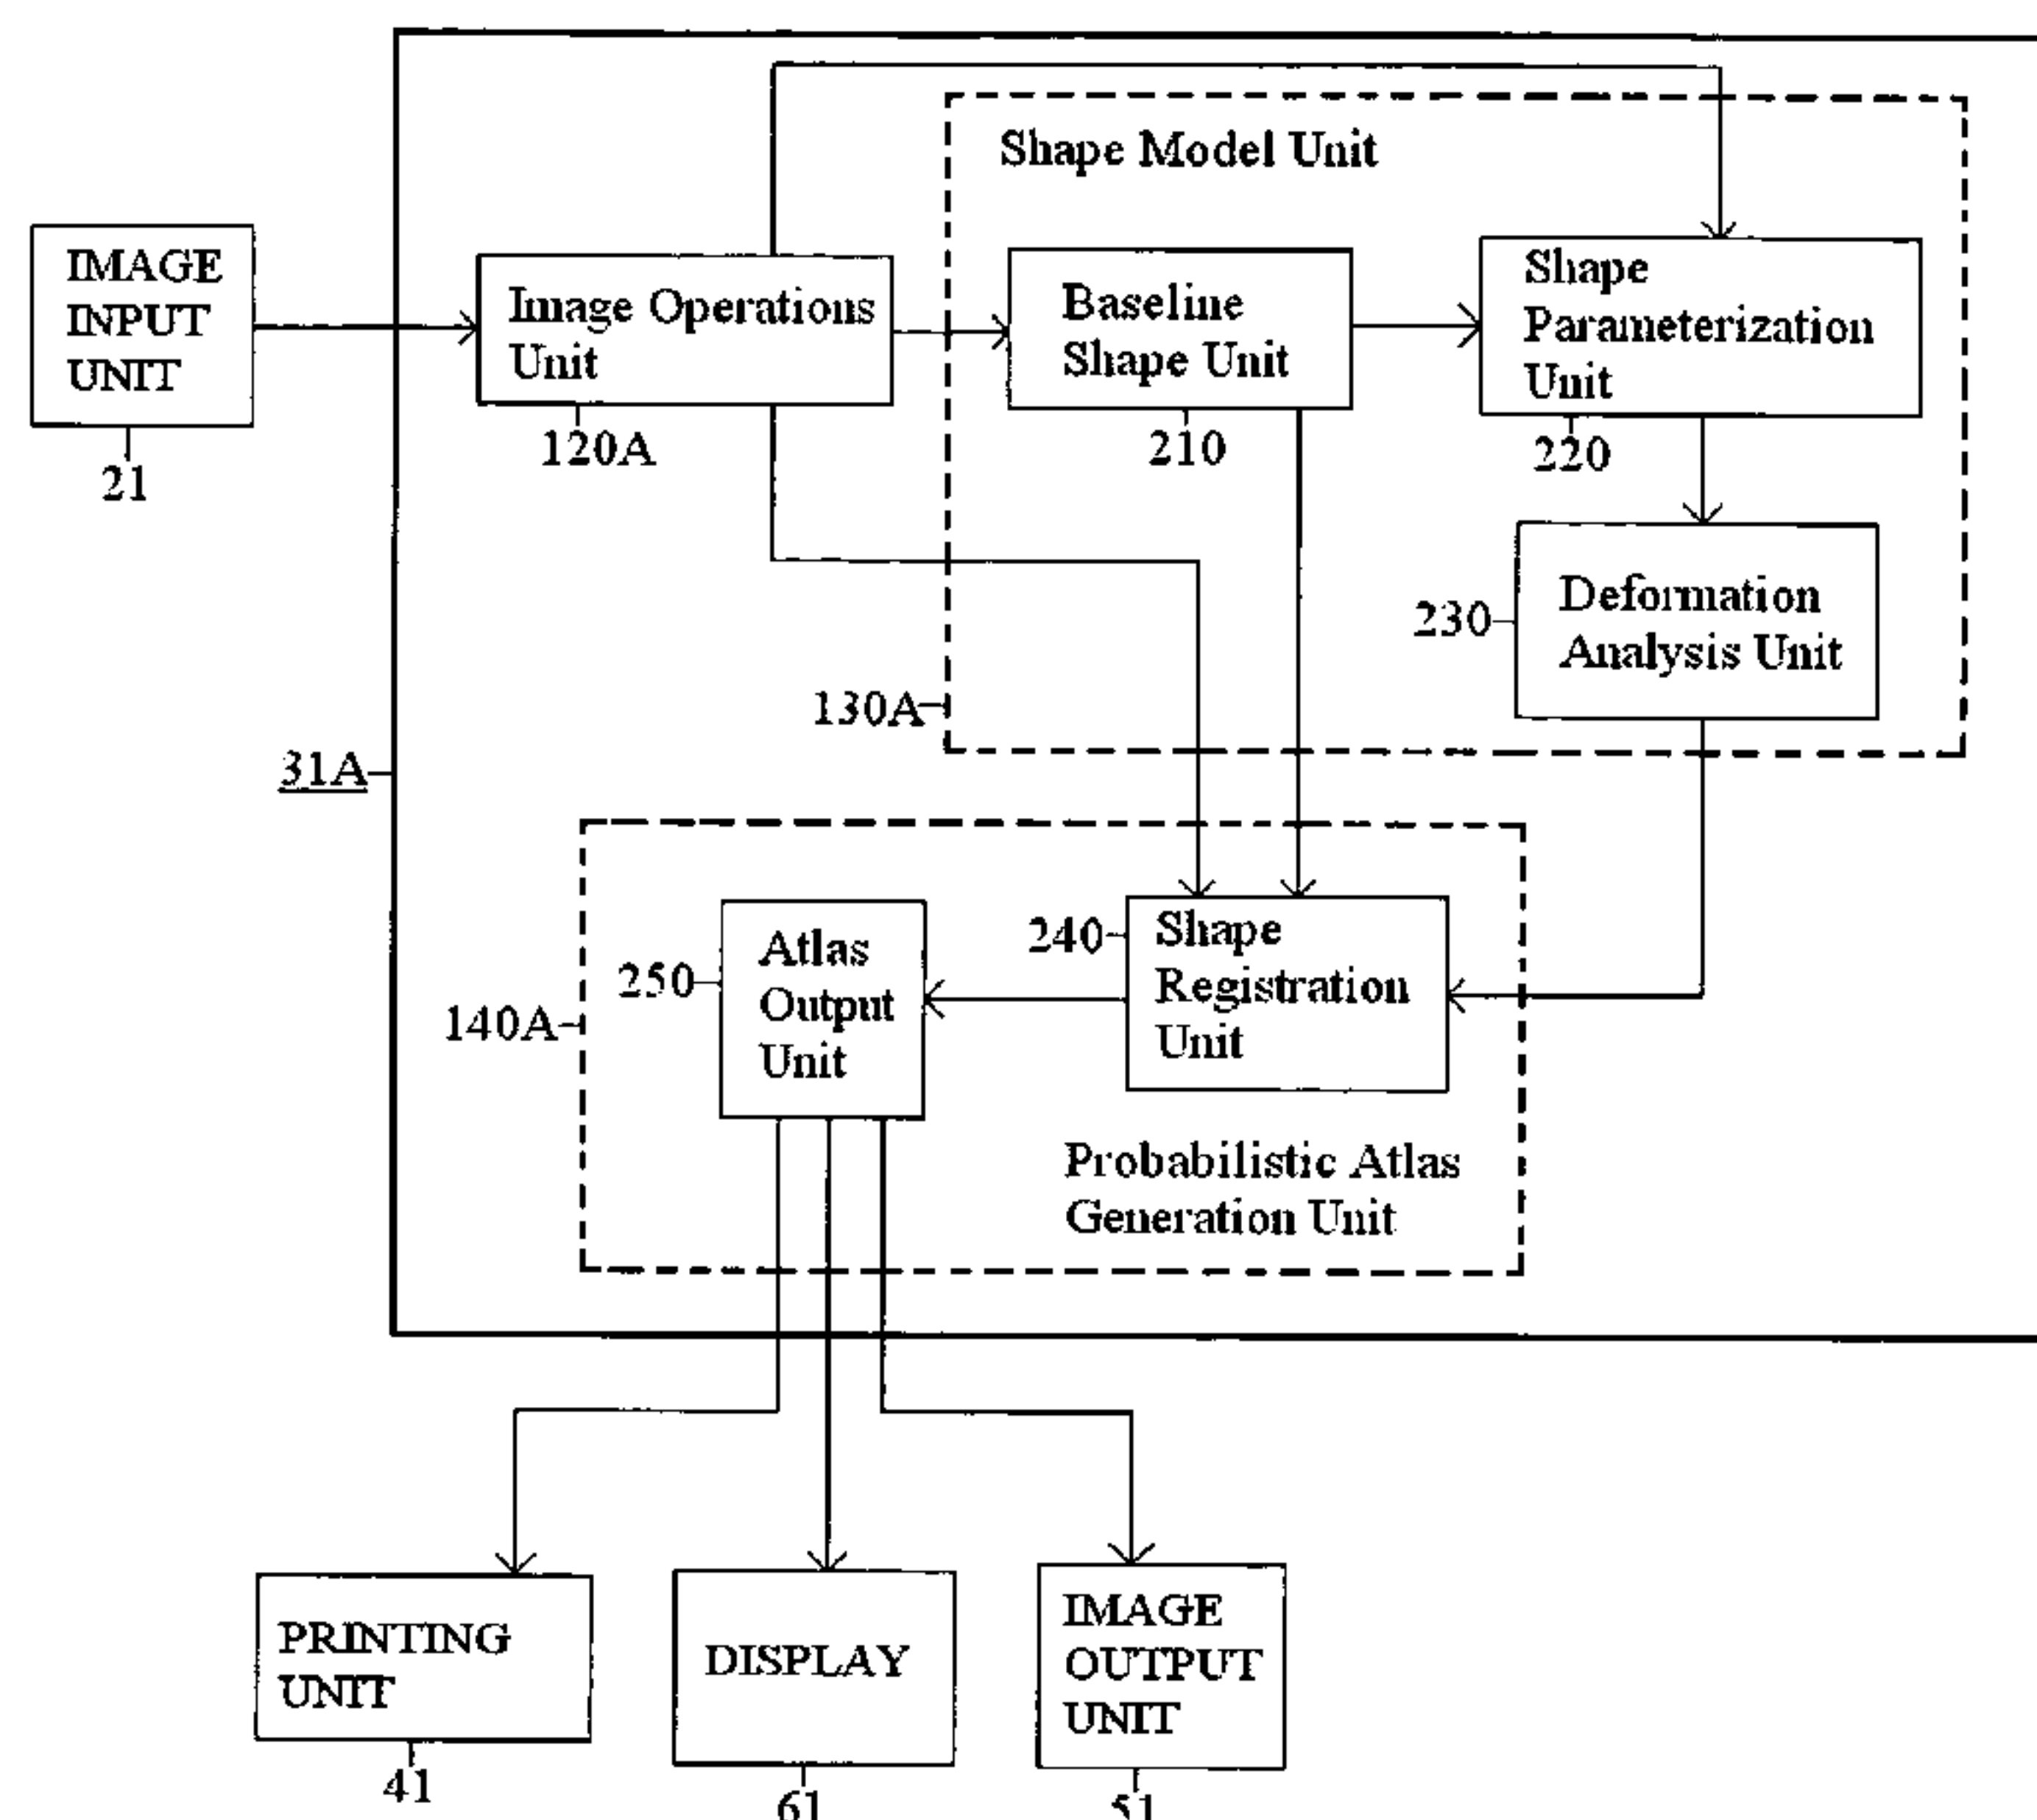 Shape Model Unit
IMAGE
INPUT
UNIT
21
Image Operations
Unit
120A
Baseline
Shape Unit
210
Shape
Parameterization
Unit
220
Deformation
Analysis Unit
230
130A
31A
Atlas
Output
Unit
250
140A
240
Shape
Registration
Unit
Probabilistic Atlas
Generation Unit
PRINTING
UNIT
41
DISPLAY
61
IMAGE
OUTPUT
UNIT
51